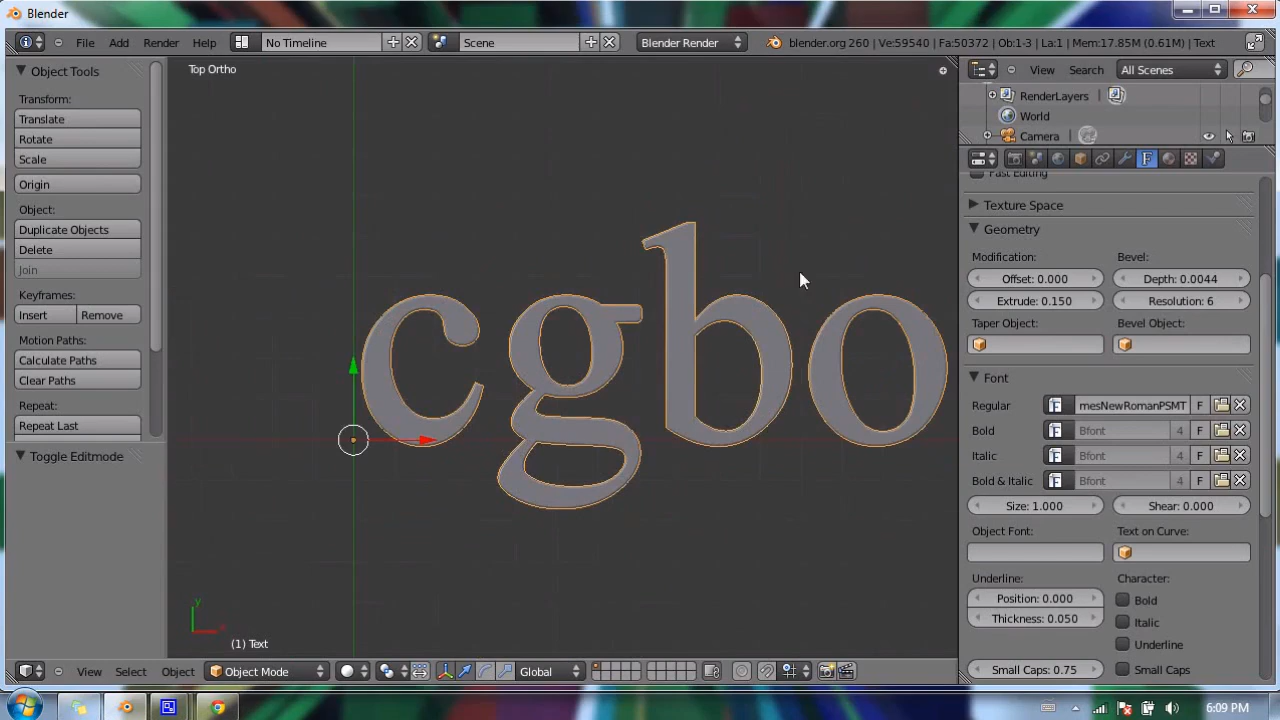 Blender
File Add Render Help No Timeline Scene Blender Render blender.org 260 | Ve:59540 | Fa:50372 | Ob:1-3 | La:1 | Mem:17.85M (0.61M) | Text
Object Tools
Transform:
Translate
Rotate
Scale
Origin
Object:
Duplicate Objects
Delete
Join
Keyframes:
Insert Remove
Motion Paths:
Calculate Paths
Clear Paths
Repeat:
Repeat Last
Toggle Editmode
Top Ortho
cgbo
y
x
(1) Text
View Select Object Object Mode Global
View Search All Scenes
RenderLayers
World
Camera
F
Fast Editing
Texture Space
Geometry
Modification: Bevel:
Offset: 0.000 Depth: 0.0044
Extrude: 0.150 Resolution: 6
Taper Object: Bevel Object:
Font
Regular F mesNewRomanPSMT F
Bold F Bfont 4 F
Italic F Bfont 4 F
Bold & Italic F Bfont 4 F
Size: 1.000 Shear: 0.000
Object Font: Text on Curve:
Underline: Character:
Position: 0.000 Bold
Thickness: 0.050 Italic
Underline
Small Caps: 0.75 Small Caps
6:09 PM